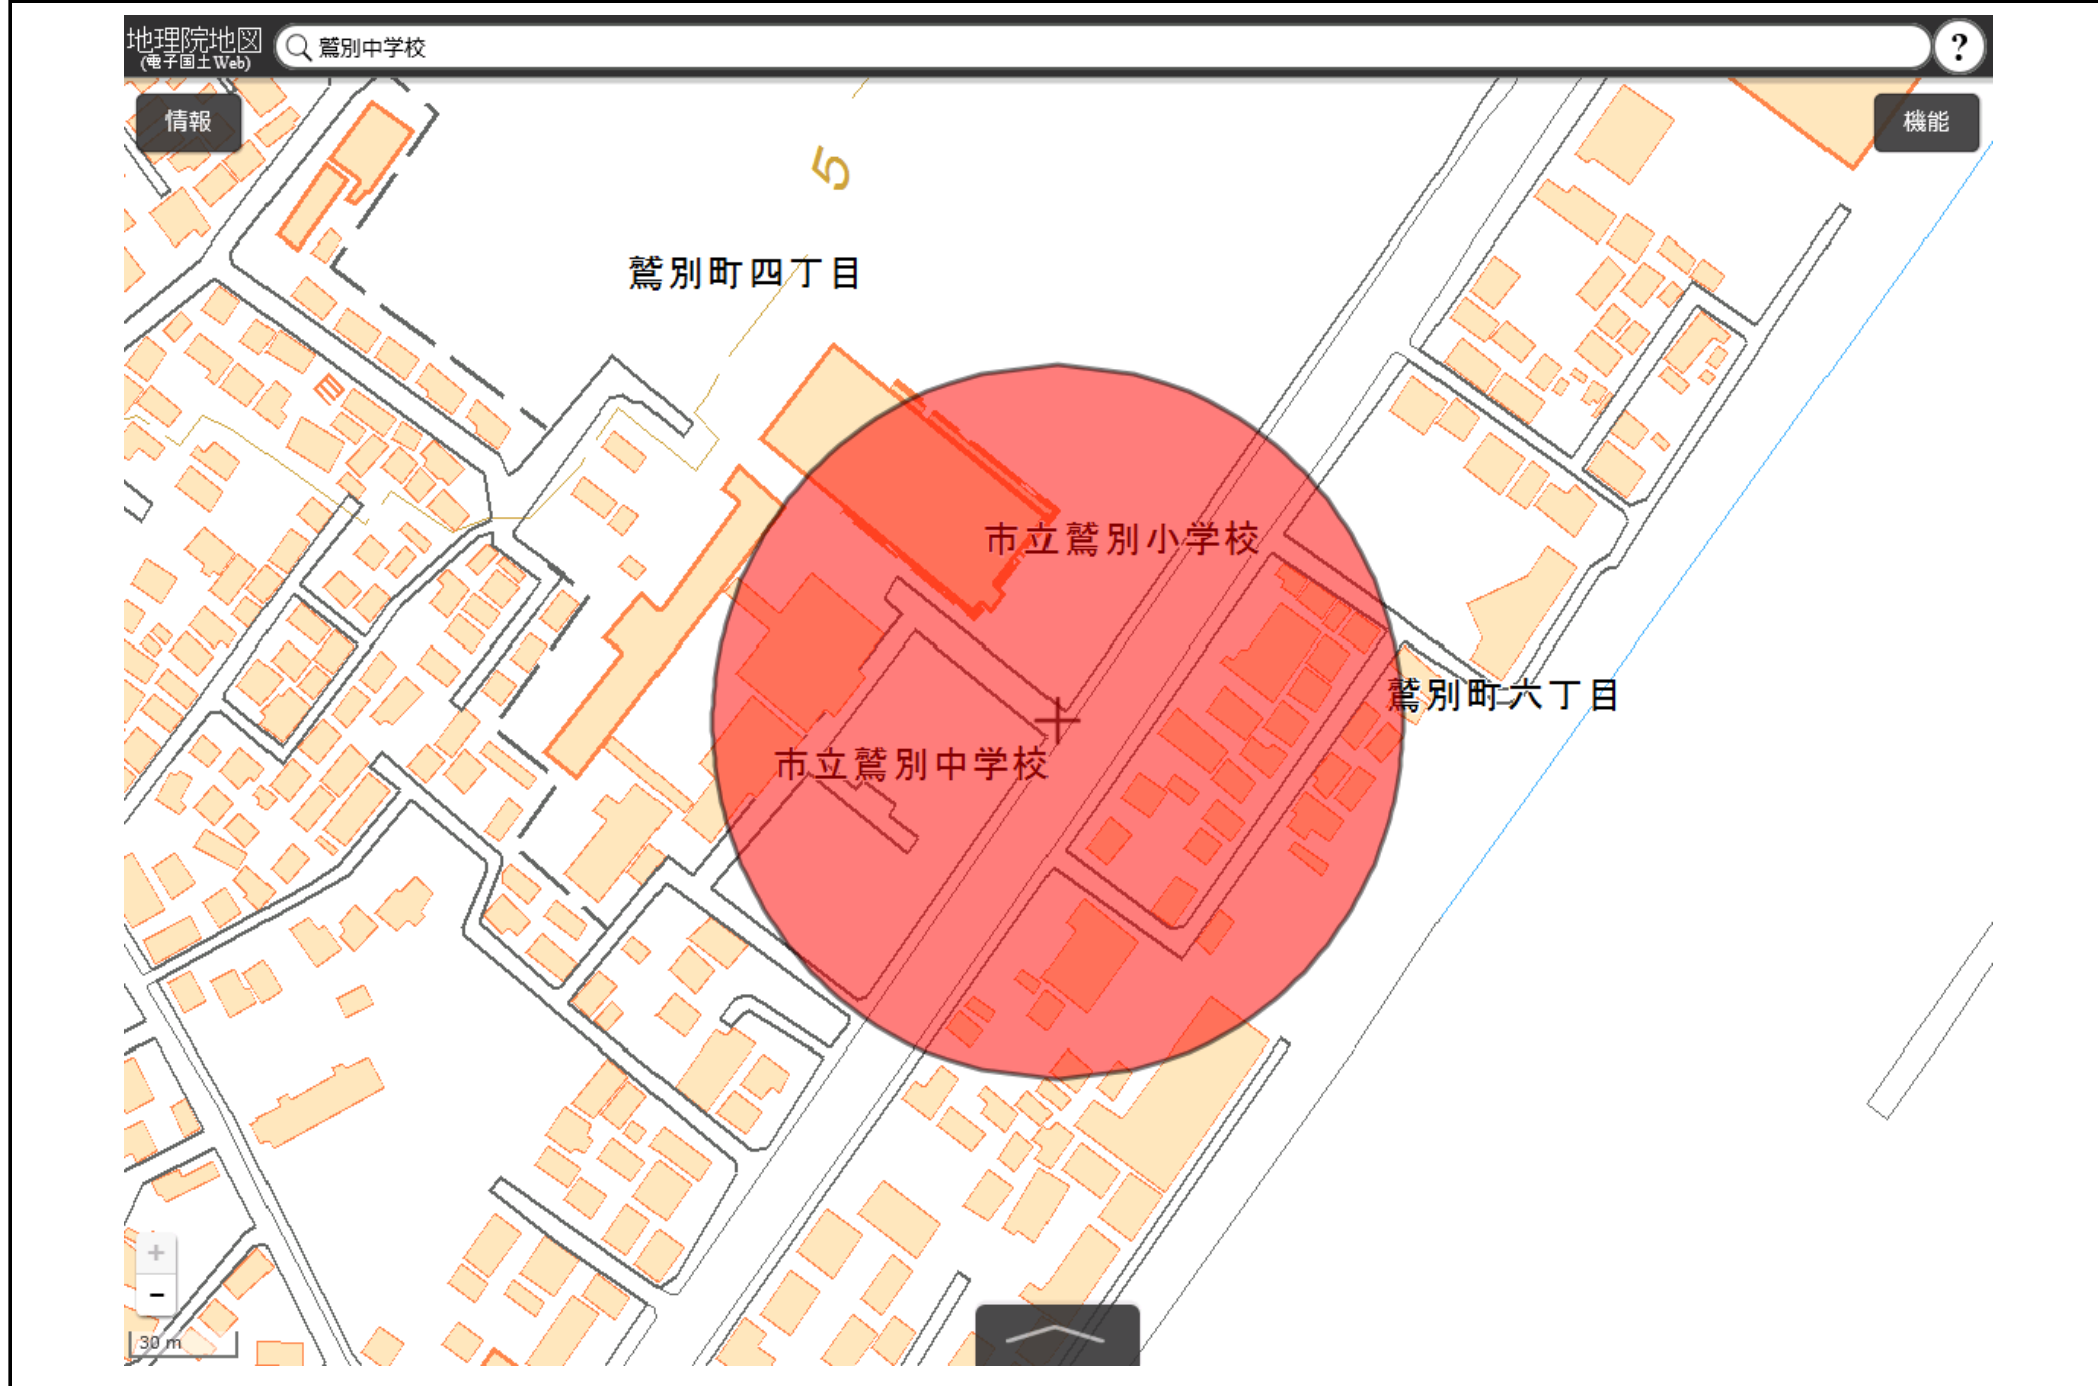 地理院地図
(電子国土Web)
鷲別中学校
?
情報
機能
5
鷲別町四丁目
市立鷲別小学校
鷲別町六丁目
市立鷲別中学校
+
−
30 m